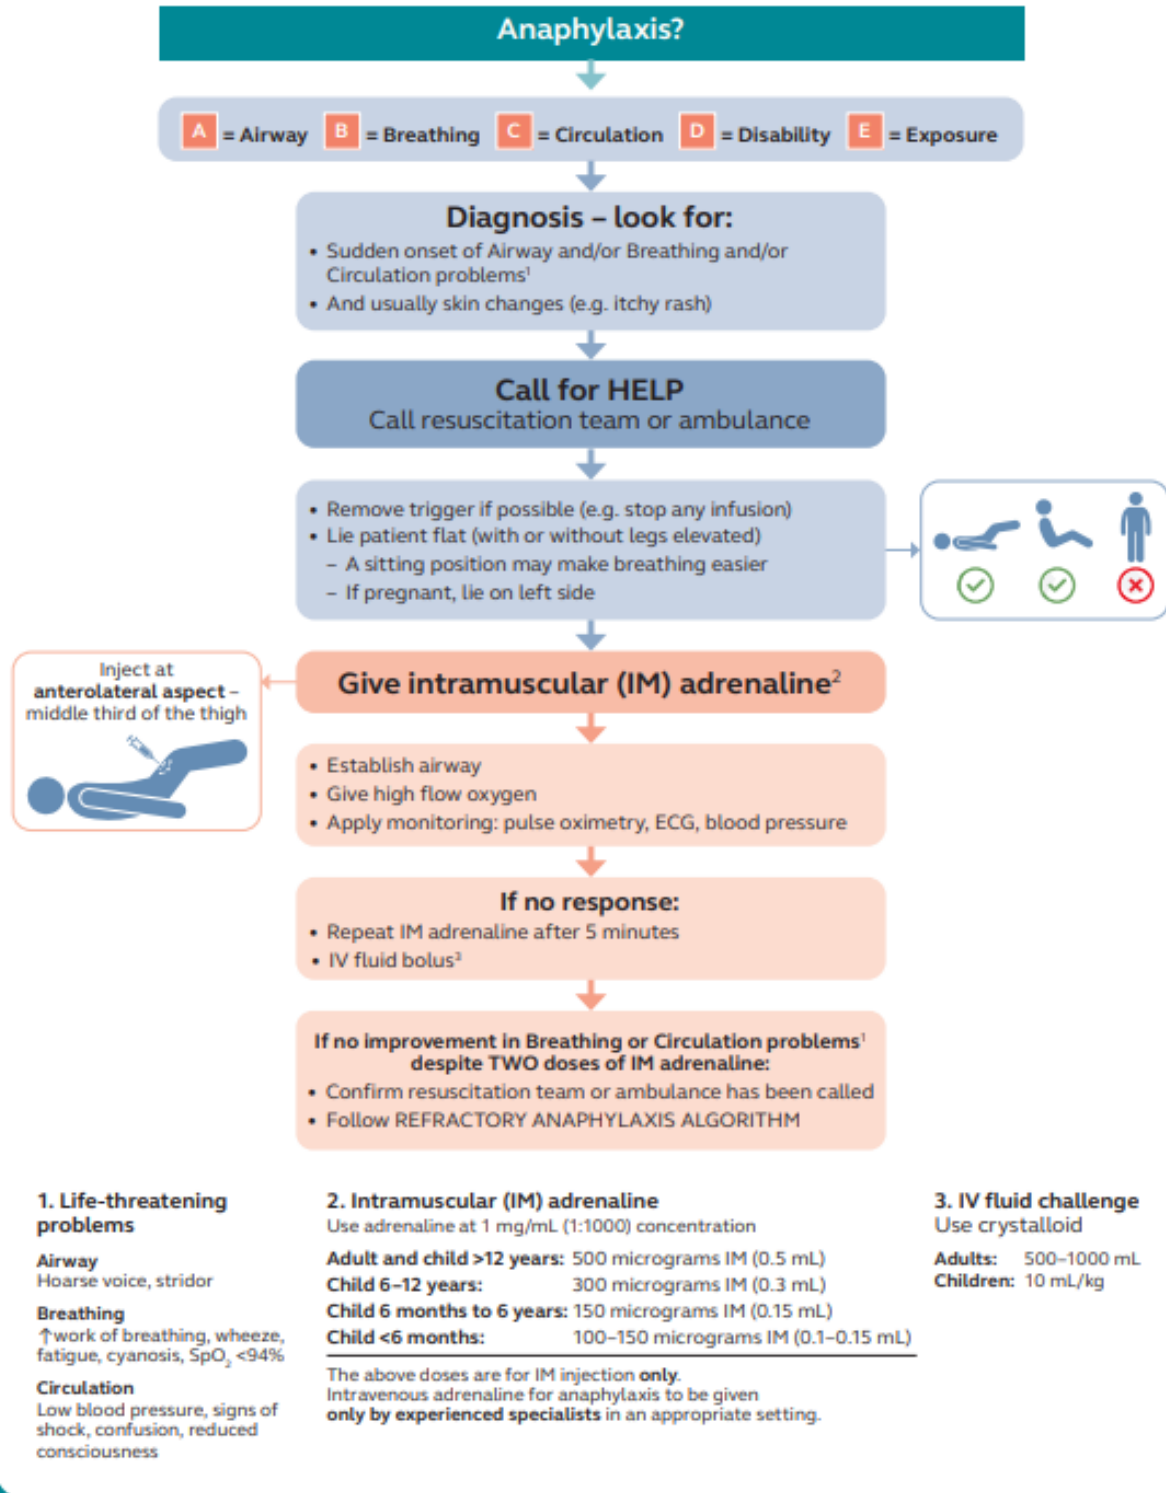 Anaphylaxis?
A = Airway B = Breathing C = Circulation D = Disability E = Exposure
Diagnosis – look for:
• Sudden onset of Airway and/or Breathing and/or
Circulation problems¹
• And usually skin changes (e.g. itchy rash)
Call for HELP
Call resuscitation team or ambulance
• Remove trigger if possible (e.g. stop any infusion)
• Lie patient flat (with or without legs elevated)
– A sitting position may make breathing easier
– If pregnant, lie on left side
Inject at
anterolateral aspect –
middle third of the thigh
Give intramuscular (IM) adrenaline²
• Establish airway
• Give high flow oxygen
• Apply monitoring: pulse oximetry, ECG, blood pressure
If no response:
• Repeat IM adrenaline after 5 minutes
• IV fluid bolus³
If no improvement in Breathing or Circulation problems¹
despite TWO doses of IM adrenaline:
• Confirm resuscitation team or ambulance has been called
• Follow REFRACTORY ANAPHYLAXIS ALGORITHM
1. Life-threatening
problems
Airway
Hoarse voice, stridor
Breathing
↑work of breathing, wheeze,
fatigue, cyanosis, SpO₂ <94%
Circulation
Low blood pressure, signs of
shock, confusion, reduced
consciousness
2. Intramuscular (IM) adrenaline
Use adrenaline at 1 mg/mL (1:1000) concentration
Adult and child >12 years: 500 micrograms IM (0.5 mL)
Child 6–12 years: 300 micrograms IM (0.3 mL)
Child 6 months to 6 years: 150 micrograms IM (0.15 mL)
Child <6 months: 100–150 micrograms IM (0.1–0.15 mL)
The above doses are for IM injection only.
Intravenous adrenaline for anaphylaxis to be given
only by experienced specialists in an appropriate setting.
3. IV fluid challenge
Use crystalloid
Adults: 500–1000 mL
Children: 10 mL/kg